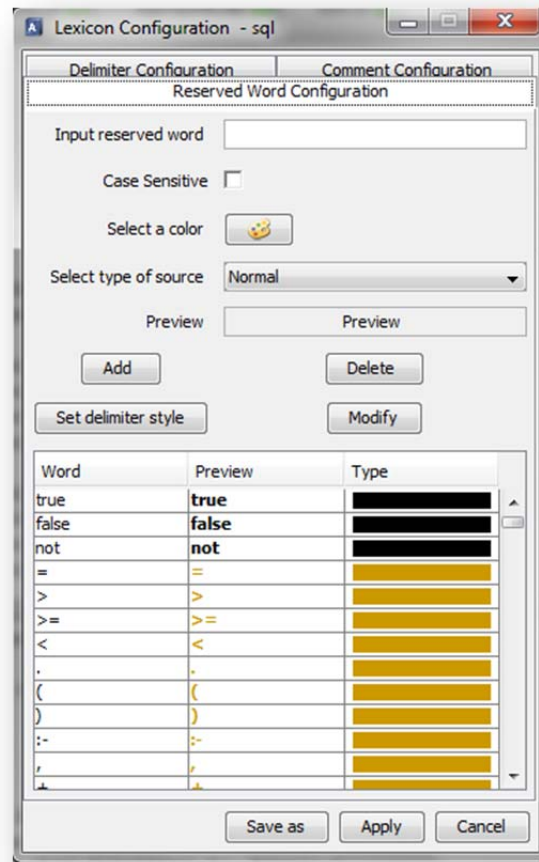 Lexicon Configuration - sql
Delimiter Configuration Comment Configuration
Reserved Word Configuration
Input reserved word
Case Sensitive
Select a color
Select type of source Normal
Preview Preview
Add Delete
Set delimiter style Modify
Word Preview Type
true true
false false
not not
= =
> >
>= >=
< <
. .
( (
) )
:- :-
, ,
+ +
Save as Apply Cancel